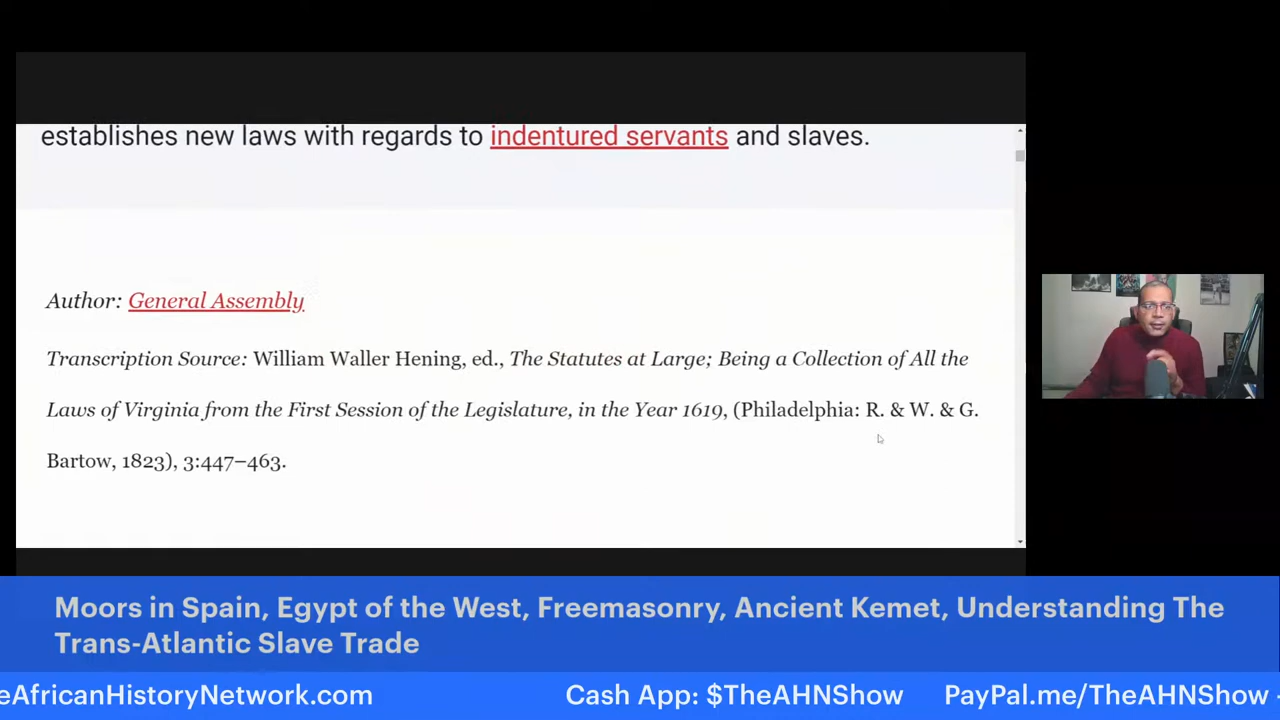 establishes new laws with regards to indentured servants and slaves.
Author: General Assembly
Transcription Source: William Waller Hening, ed., The Statutes at Large; Being a Collection of All the
Laws of Virginia from the First Session of the Legislature, in the Year 1619, (Philadelphia: R. & W. & G.
Bartow, 1823), 3:447–463.
Moors in Spain, Egypt of the West, Freemasonry, Ancient Kemet, Understanding The
Trans-Atlantic Slave Trade
eAfricanHistoryNetwork.com Cash App: $TheAHNShow PayPal.me/TheAHNShow -